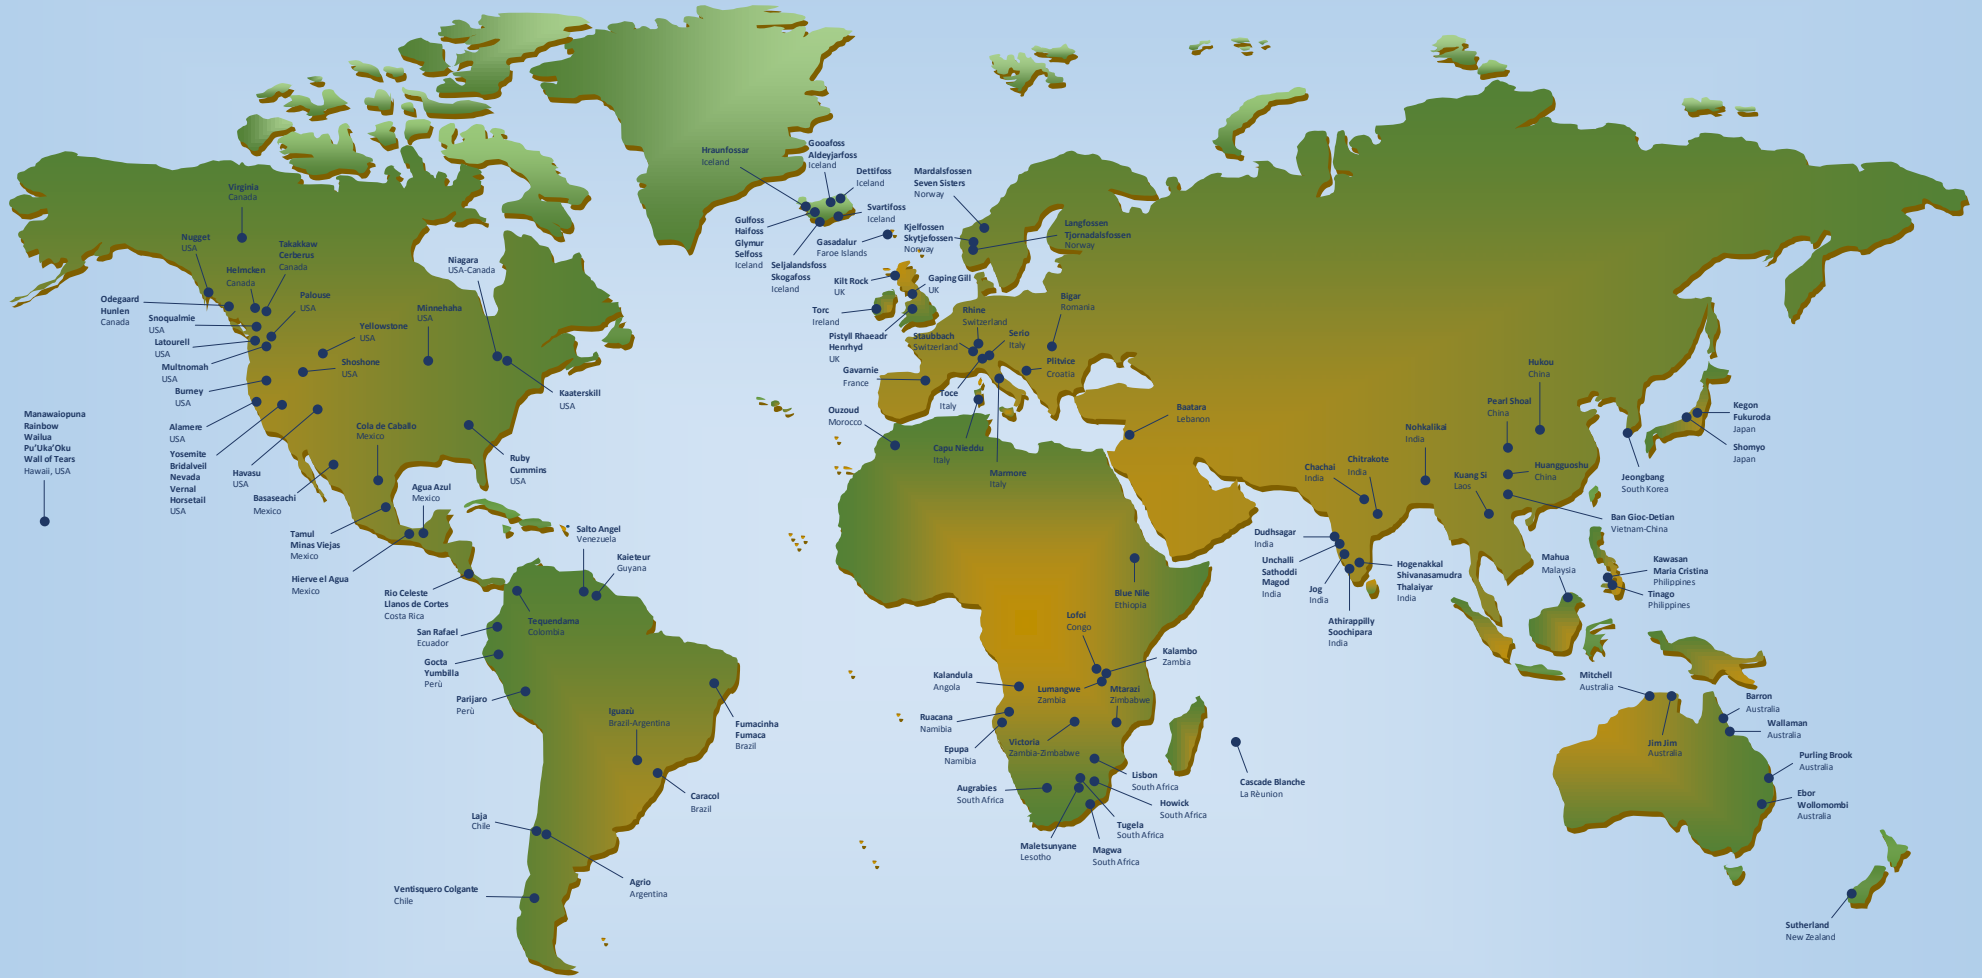 Virginia
Canada
Nugget
USA
Takakkaw
Cerberus
Canada
Helmcken
Canada
Palouse
USA
Odegaard
Hunlen
Canada
Snoqualmie
USA
Latourell
USA
Multnomah
USA
Burney
USA
Alamere
USA
Yosemite
Bridalveil
Nevada
Vernal
Horsetail
USA
Manawaiopuna
Rainbow
Wailua
Pu'Uka'Oku
Wall of Tears
Hawaii, USA
Havasu
USA
Basaseachi
Mexico
Yellowstone
USA
Shoshone
USA
Minnehaha
USA
Niagara
USA-Canada
Kaaterskill
USA
Ruby
Cummins
USA
Cola de Caballo
Mexico
Agua Azul
Mexico
Tamul
Minas Viejas
Mexico
Hierve el Agua
Mexico
Rio Celeste
Llanos de Cortes
Costa Rica
Salto Angel
Venezuela
Kaieteur
Guyana
Tequendama
Colombia
San Rafael
Ecuador
Gocta
Yumbilla
Perù
Parijaro
Perù
Iguazù
Brazil-Argentina
Fumacinha
Fumaca
Brazil
Caracol
Brazil
Laja
Chile
Agrio
Argentina
Ventisquero Colgante
Chile
Hraunfossar
Iceland
Gooafoss
Aldeyjarfoss
Iceland
Dettifoss
Iceland
Svartifoss
Iceland
Gulfoss
Haifoss
Glymur
Selfoss
Iceland
Seljalandsfoss
Skogafoss
Iceland
Gasadalur
Faroe Islands
Mardalsfossen
Seven Sisters
Norway
Kjelfossen
Skytjefossen
Norway
Langfossen
Tjornadalsfossen
Norway
Kilt Rock
UK
Gaping Gill
UK
Torc
Ireland
Pistyll Rhaeadr
Henrhyd
UK
Rhine
Switzerland
Staubbach
Switzerland
Serio
Italy
Bigar
Romania
Plitvice
Croatia
Gavarnie
France
Toce
Italy
Ouzoud
Morocco
Capu Nieddu
Italy
Marmore
Italy
Baatara
Lebanon
Blue Nile
Ethiopia
Lofoi
Congo
Kalambo
Zambia
Kalandula
Angola
Lumangwe
Zambia
Mtarazi
Zimbabwe
Ruacana
Namibia
Epupa
Namibia
Victoria
Zambia-Zimbabwe
Augrabies
South Africa
Lisbon
South Africa
Howick
South Africa
Tugela
South Africa
Magwa
South Africa
Maletsunyane
Lesotho
Cascade Blanche
La Rèunion
Chachai
India
Chitrakote
India
Nohkalikai
India
Dudhsagar
India
Unchalli
Sathoddi
Magod
India
Jog
India
Athirappilly
Soochipara
India
Hogenakkal
Shivanasamudra
Thalaiyar
India
Kuang Si
Laos
Pearl Shoal
China
Hukou
China
Huangguoshu
China
Ban Gioc-Detian
Vietnam-China
Jeongbang
South Korea
Kegon
Fukuroda
Japan
Shomyo
Japan
Mahua
Malaysia
Kawasan
Maria Cristina
Philippines
Tinago
Philippines
Mitchell
Australia
Jim Jim
Australia
Barron
Australia
Wallaman
Australia
Purling Brook
Australia
Ebor
Wollomombi
Australia
Sutherland
New Zealand